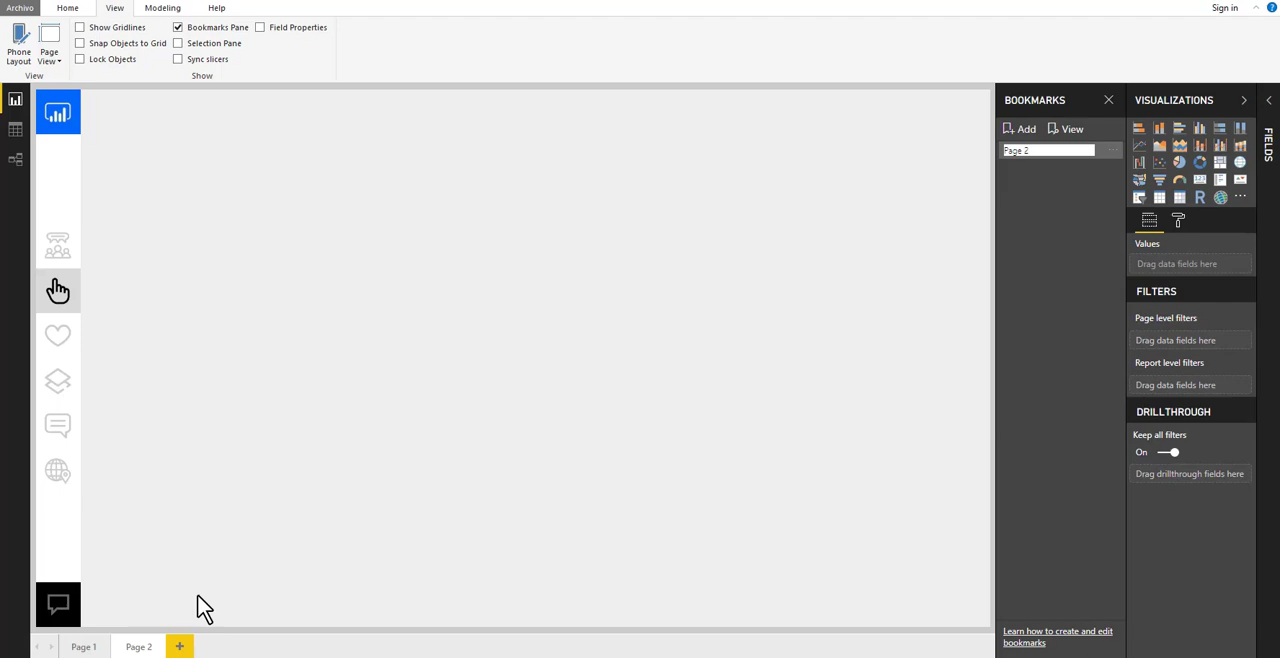 Archivo Home View Modeling Help Sign in
Show Gridlines Bookmarks Pane Field Properties
Snap Objects to Grid Selection Pane
Phone Layout Page View Lock Objects Sync slicers
View Show
BOOKMARKS VISUALIZATIONS
Add View FIELDS
Page 2
R
Values
Drag data fields here
FILTERS
Page level filters
Drag data fields here
Report level filters
Drag data fields here
DRILLTHROUGH
Keep all filters
On
Drag drillthrough fields here
Learn how to create and edit
bookmarks
Page 1 Page 2 +